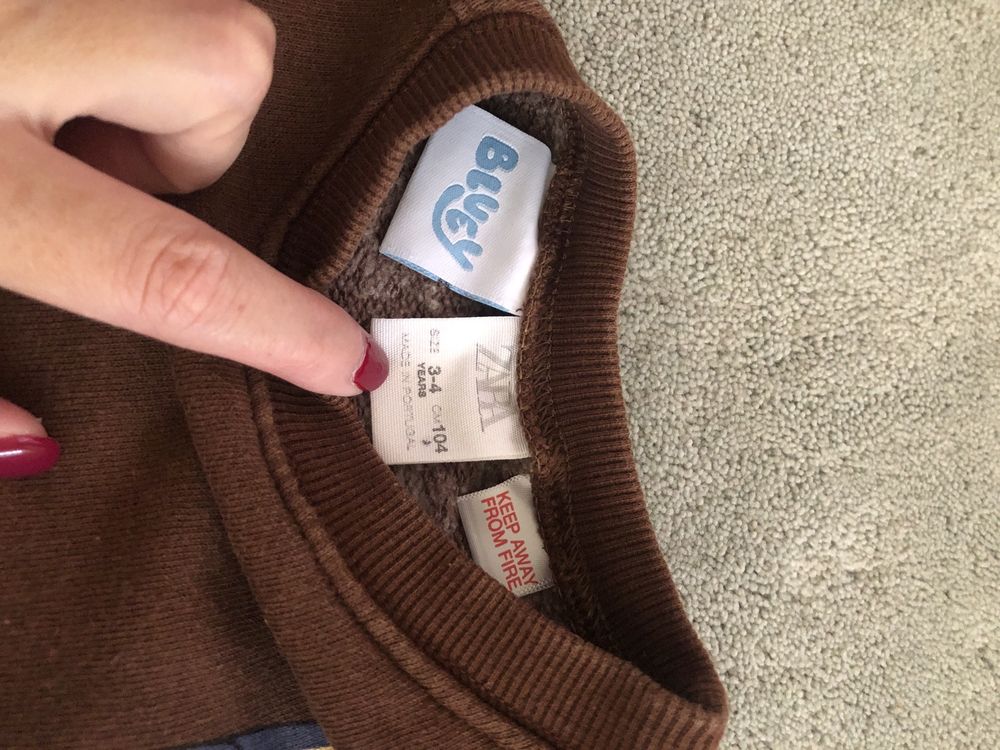 BLUEY
ZARA
SIZE 3-4 CM 104
YEARS
MADE IN PORTUGAL
KEEP AWAY
FROM FIRE